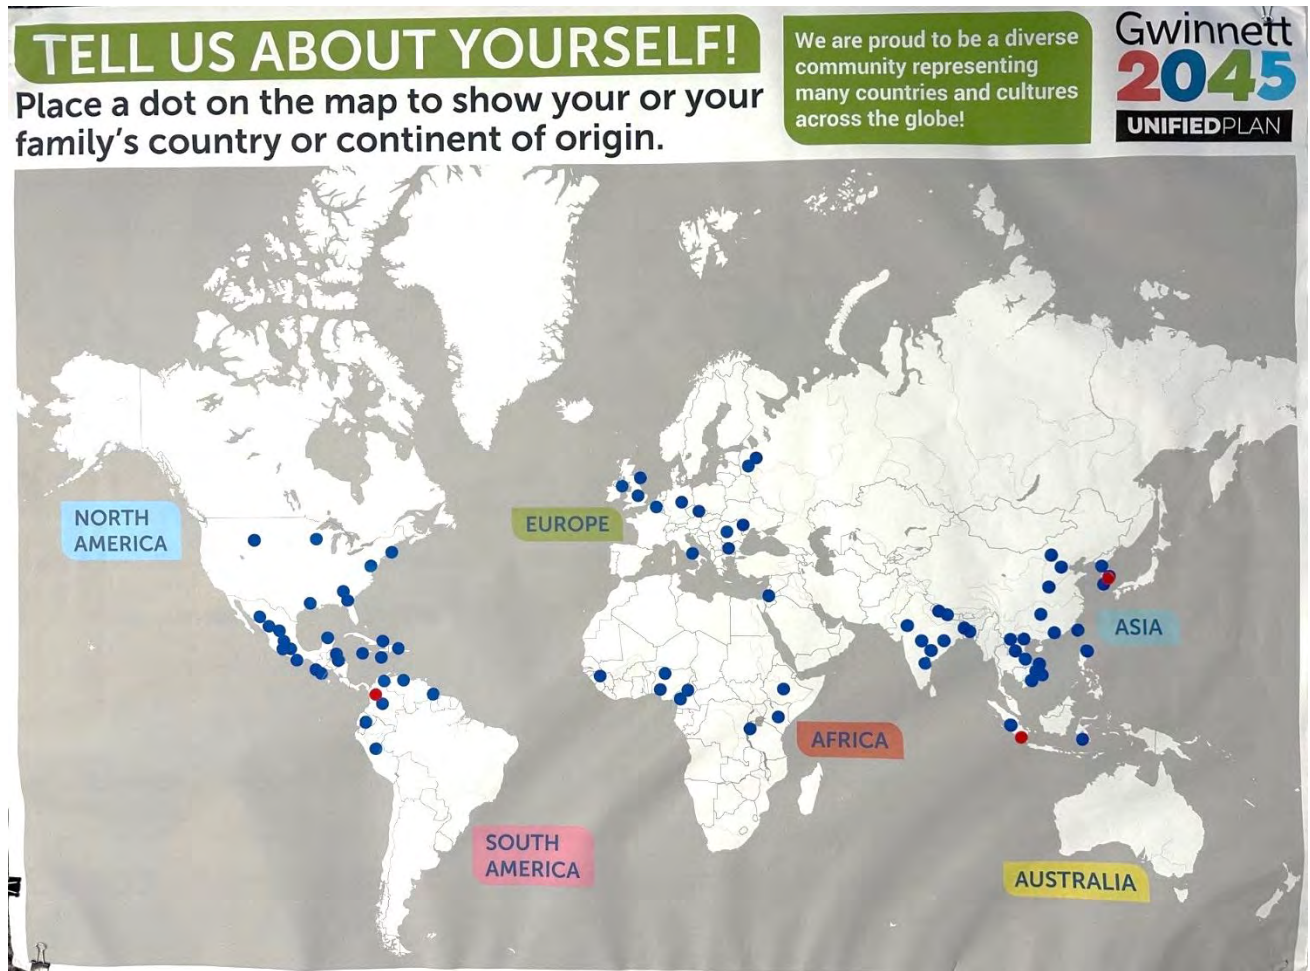 TELL US ABOUT YOURSELF!
Place a dot on the map to show your or your
family's country or continent of origin.
We are proud to be a diverse
community representing
many countries and cultures
across the globe!
Gwinnett
2045
UNIFIEDPLAN
NORTH
AMERICA
EUROPE
ASIA
AFRICA
SOUTH
AMERICA
AUSTRALIA